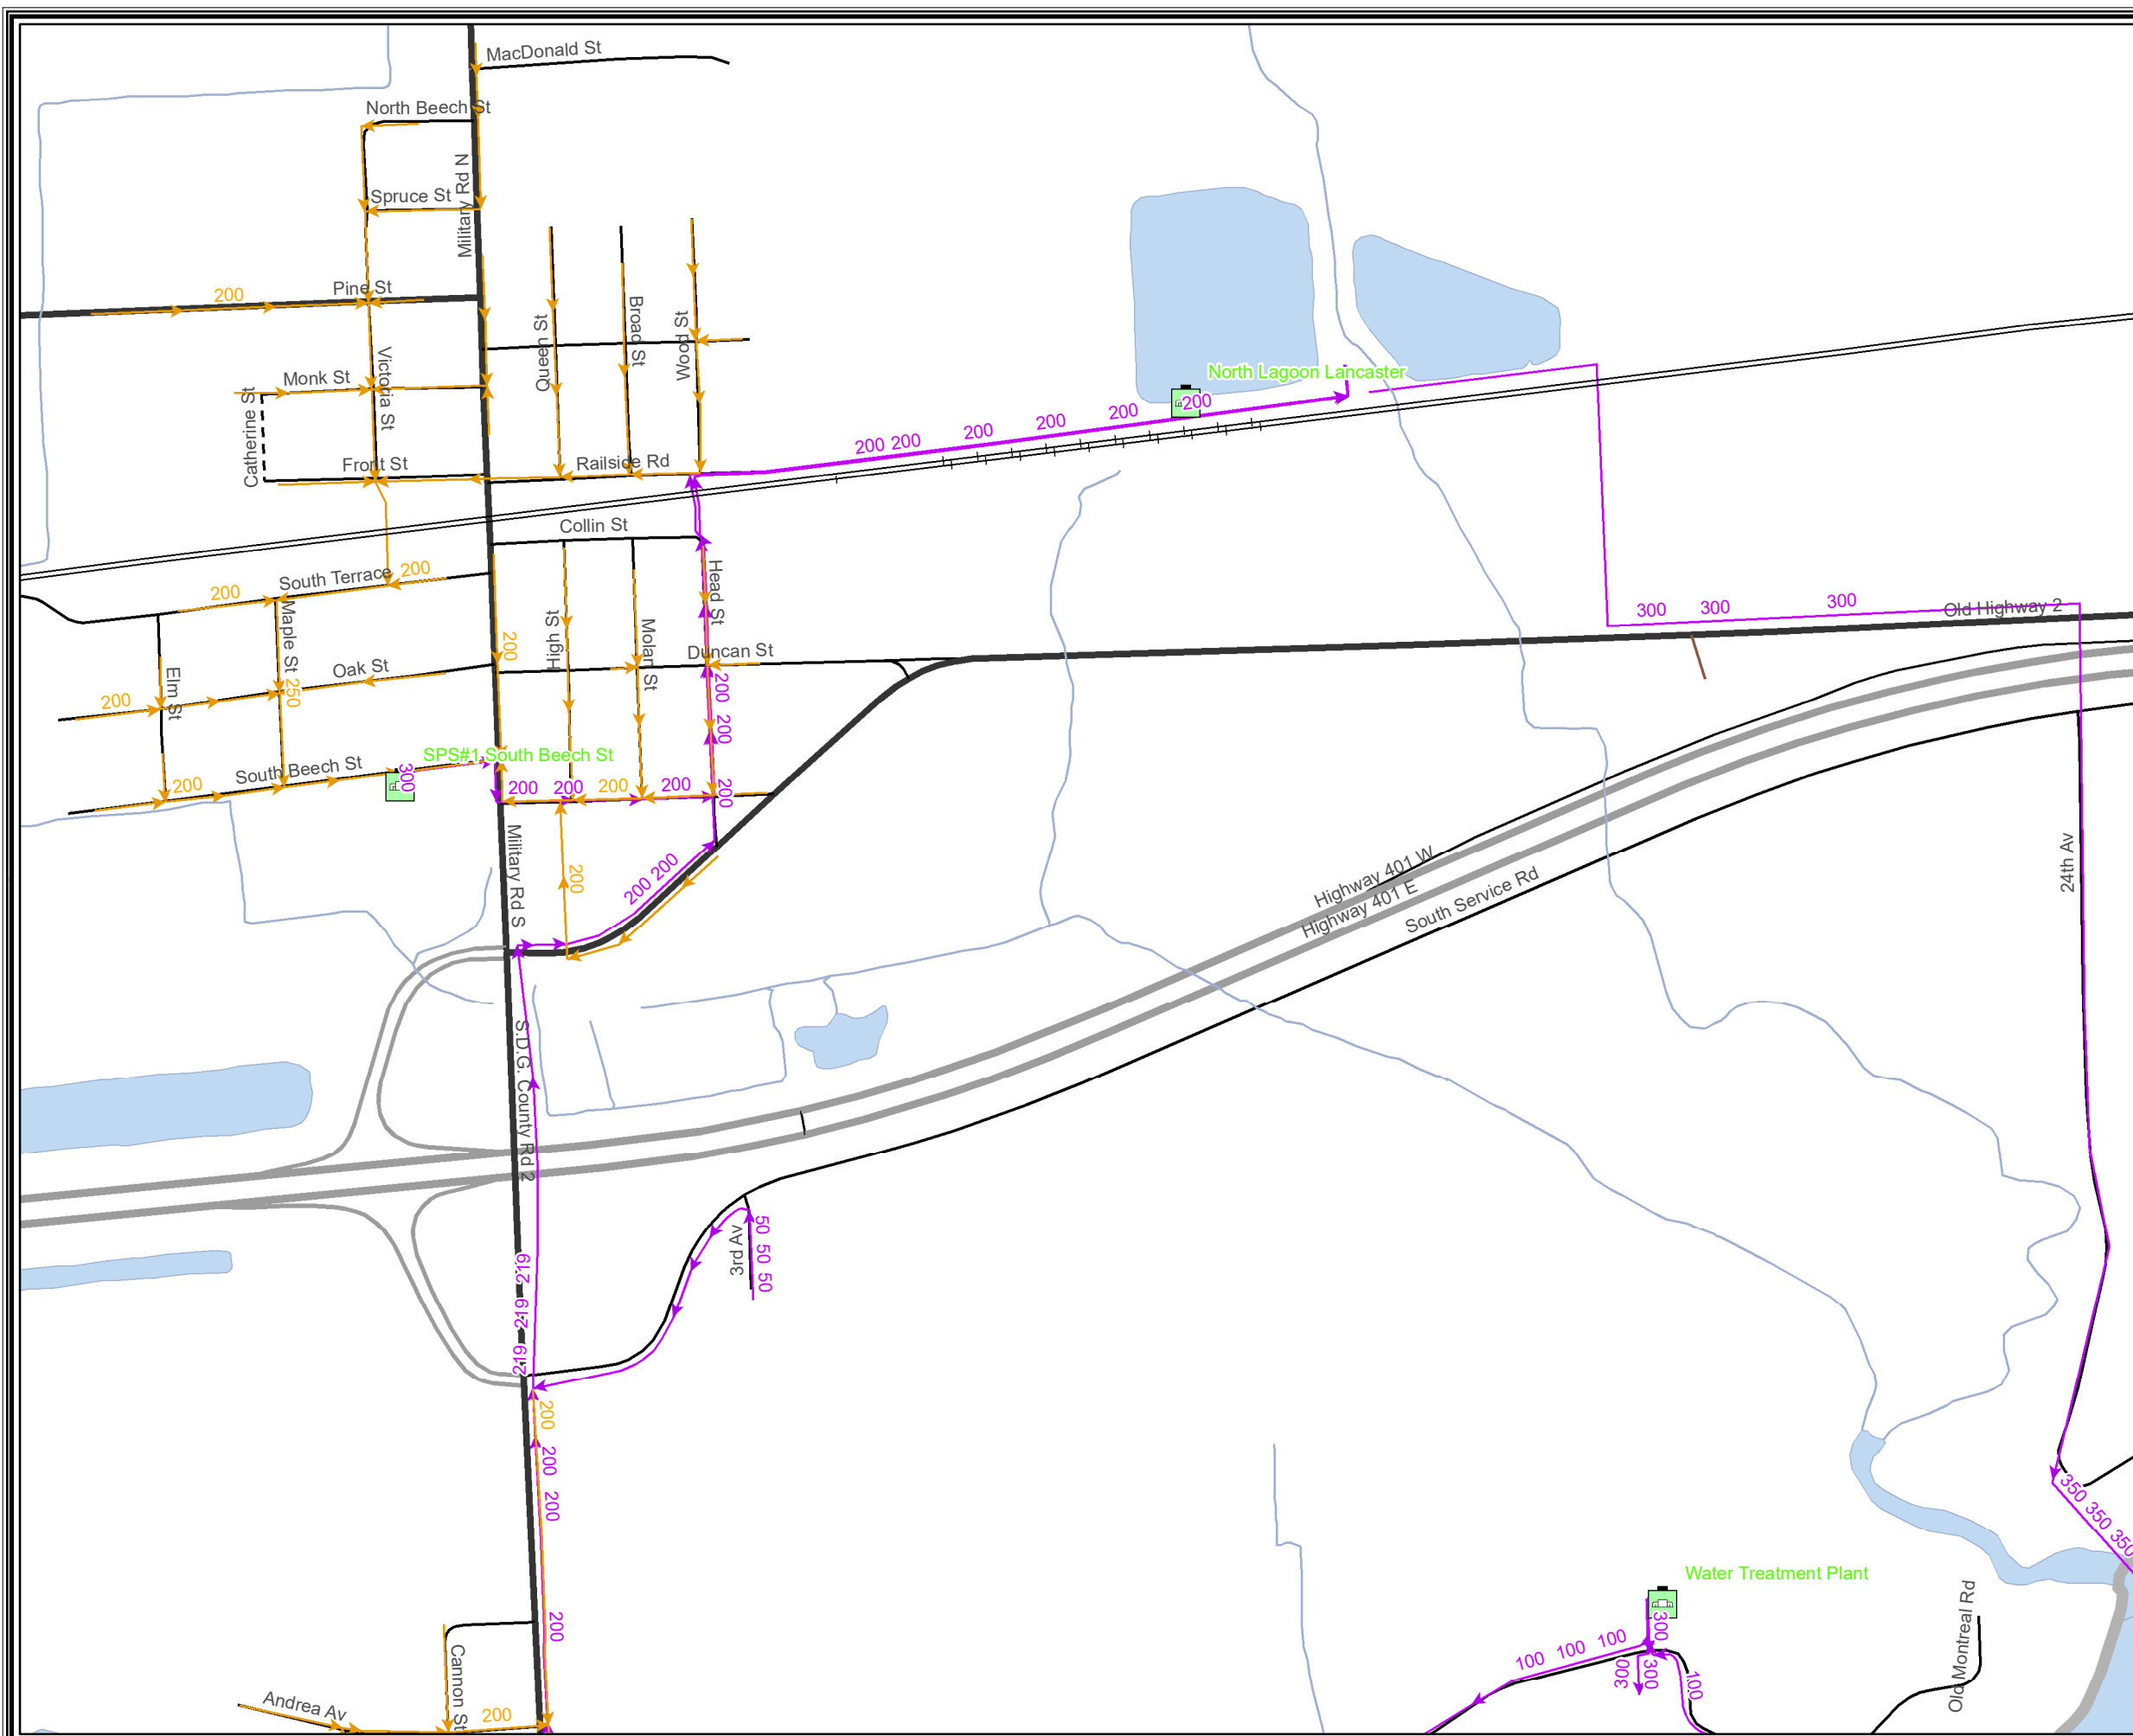 MacDonald St
North Beech St
Military Rd N
Spruce St
Pine St
200
Queen St
Broad St
Wood St
Monk St
Victoria St
Catherine St
Front St
Railside Rd
North Lagoon Lancaster
200 200
200
200
200
200
Collin St
South Terrace
200
200
Head St
Maple St
250
Elm St
Oak St
200
200
High St
Molan St
Duncan St
200
200
200
300
300
300
Old Highway 2
SPS#1 South Beech St
South Beech St
300
200
200
200
200
200
Military Rd S
200
200 200
Highway 401 W
Highway 401 E
South Service Rd
24th Av
S.D.G. County Rd 2
3rd Av
50 50 50
219
219
219
200
200
200
200
350 350 350
Water Treatment Plant
300
100 100 100
300
300
100
Old Montreal Rd
Cannon St
Andrea Av
200